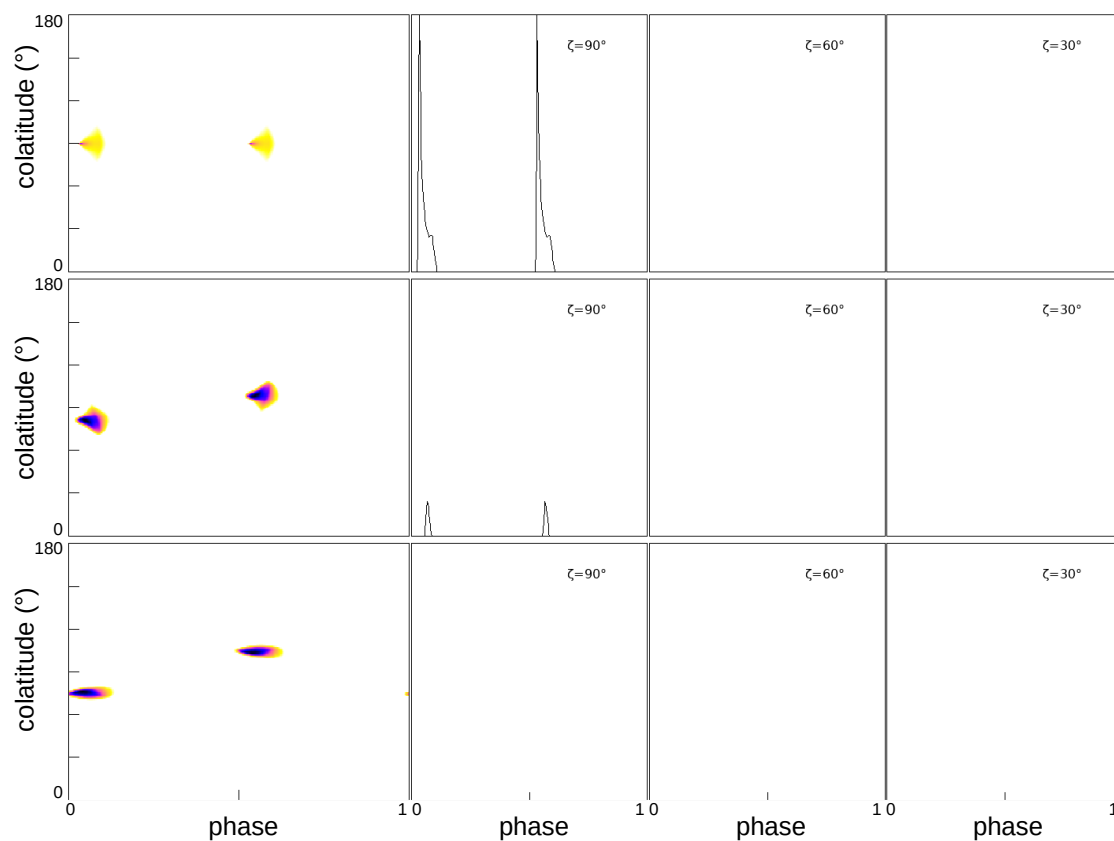 180
colatitude (°)
0
ζ=90°
ζ=60°
ζ=30°
180
colatitude (°)
0
ζ=90°
ζ=60°
ζ=30°
180
colatitude (°)
0
ζ=90°
ζ=60°
ζ=30°
0 1 0 1 0 1 0 1
phase phase phase phase